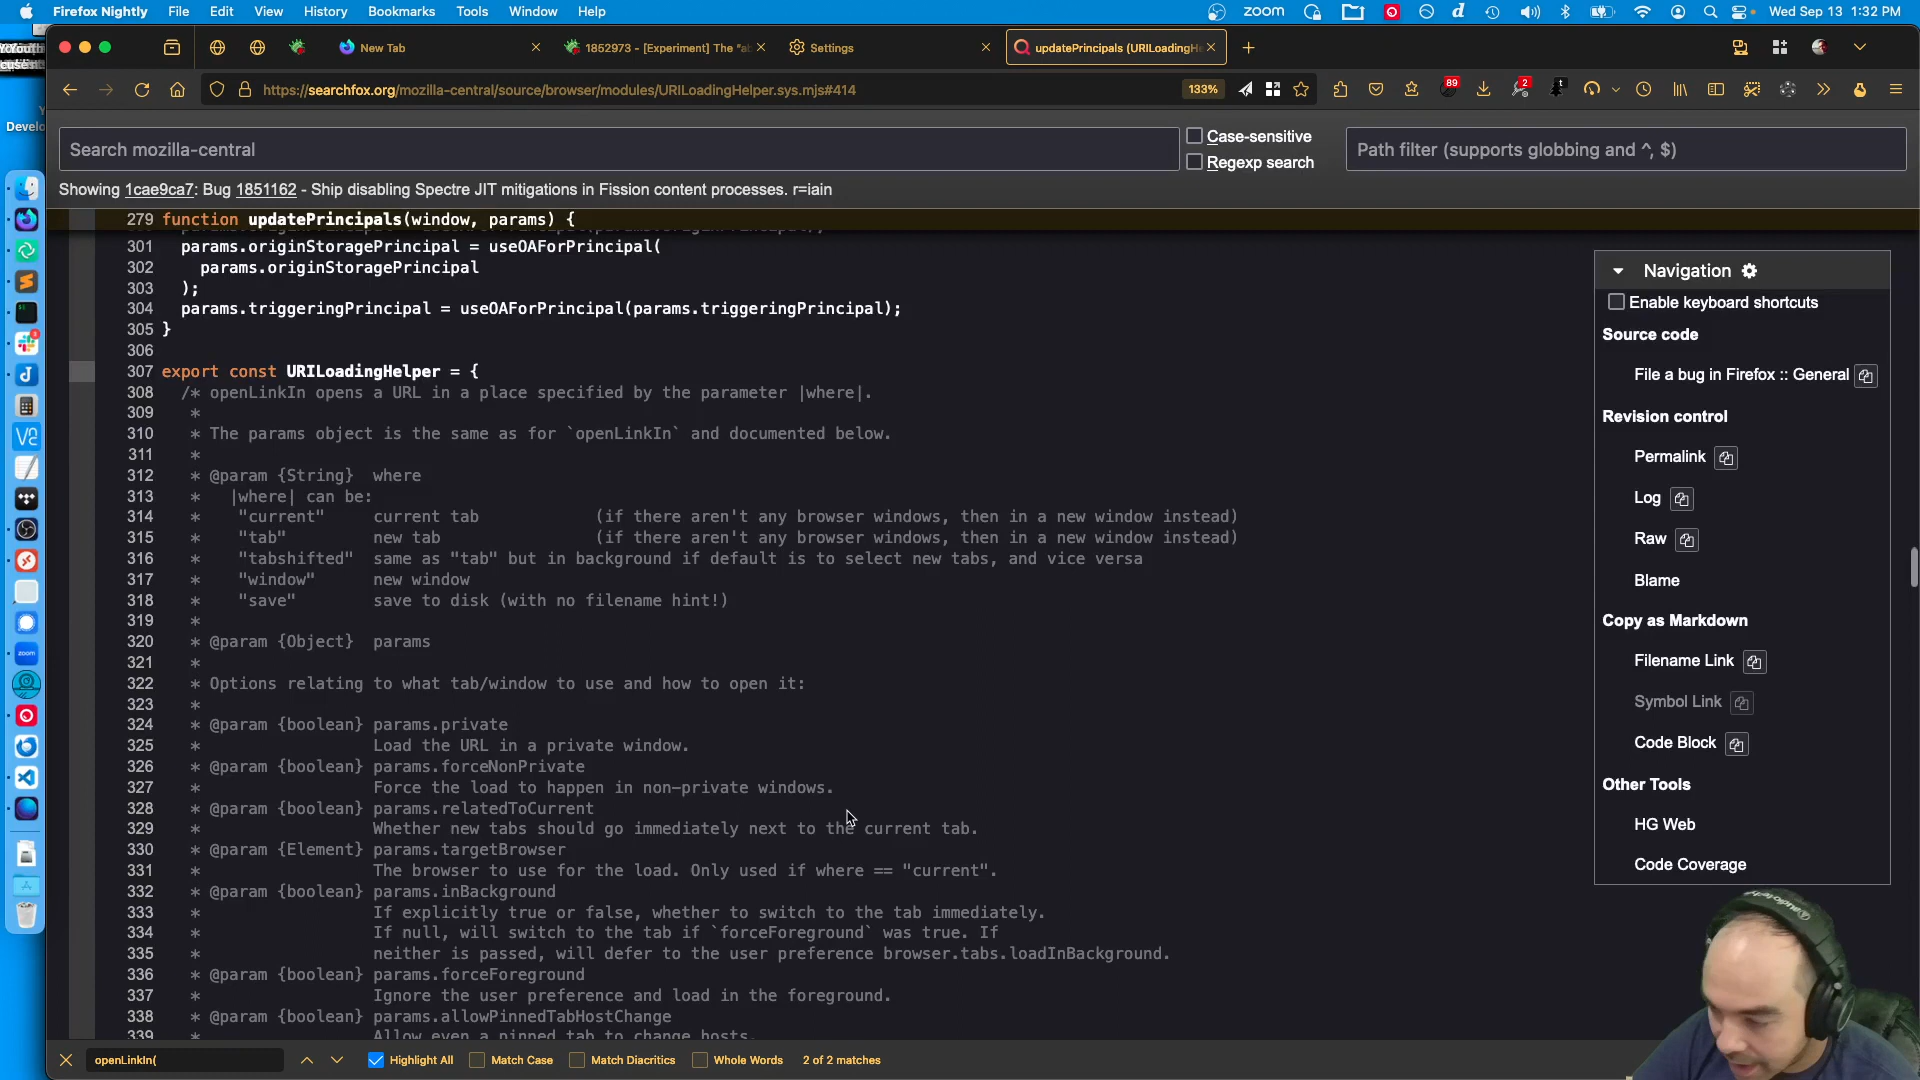 Firefox Nightly File Edit View History Bookmarks Tools Window Help
zoom
Wed Sep 13 1:32 PM
New Tab
1852973 - [Experiment] The "ab
Settings
updatePrincipals (URILoadingHe
https://searchfox.org/mozilla-central/source/browser/modules/URILoadingHelper.sys.mjs#414
133%
89
2
Search mozilla-central
Case-sensitive
Regexp search
Path filter (supports globbing and ^, $)
Showing 1cae9ca7: Bug 1851162 - Ship disabling Spectre JIT mitigations in Fission content processes. r=iain
279 function updatePrincipals(window, params) {
301 params.originStoragePrincipal = useOAForPrincipal(
302 params.originStoragePrincipal
303 );
304 params.triggeringPrincipal = useOAForPrincipal(params.triggeringPrincipal);
305 }
306
307 export const URILoadingHelper = {
308 /* openLinkIn opens a URL in a place specified by the parameter |where|.
309 *
310 * The params object is the same as for `openLinkIn` and documented below.
311 *
312 * @param {String} where
313 * |where| can be:
314 * "current" current tab (if there aren't any browser windows, then in a new window instead)
315 * "tab" new tab (if there aren't any browser windows, then in a new window instead)
316 * "tabshifted" same as "tab" but in background if default is to select new tabs, and vice versa
317 * "window" new window
318 * "save" save to disk (with no filename hint!)
319 *
320 * @param {Object} params
321 *
322 * Options relating to what tab/window to use and how to open it:
323 *
324 * @param {boolean} params.private
325 * Load the URL in a private window.
326 * @param {boolean} params.forceNonPrivate
327 * Force the load to happen in non-private windows.
328 * @param {boolean} params.relatedToCurrent
329 * Whether new tabs should go immediately next to the current tab.
330 * @param {Element} params.targetBrowser
331 * The browser to use for the load. Only used if where == "current".
332 * @param {boolean} params.inBackground
333 * If explicitly true or false, whether to switch to the tab immediately.
334 * If null, will switch to the tab if `forceForeground` was true. If
335 * neither is passed, will defer to the user preference browser.tabs.loadInBackground.
336 * @param {boolean} params.forceForeground
337 * Ignore the user preference and load in the foreground.
338 * @param {boolean} params.allowPinnedTabHostChange
339 * Allow even a pinned tab to change hosts.
Navigation
Enable keyboard shortcuts
Source code
File a bug in Firefox :: General
Revision control
Permalink
Log
Raw
Blame
Copy as Markdown
Filename Link
Symbol Link
Code Block
Other Tools
HG Web
Code Coverage
openLinkIn(
Highlight All
Match Case
Match Diacritics
Whole Words
2 of 2 matches